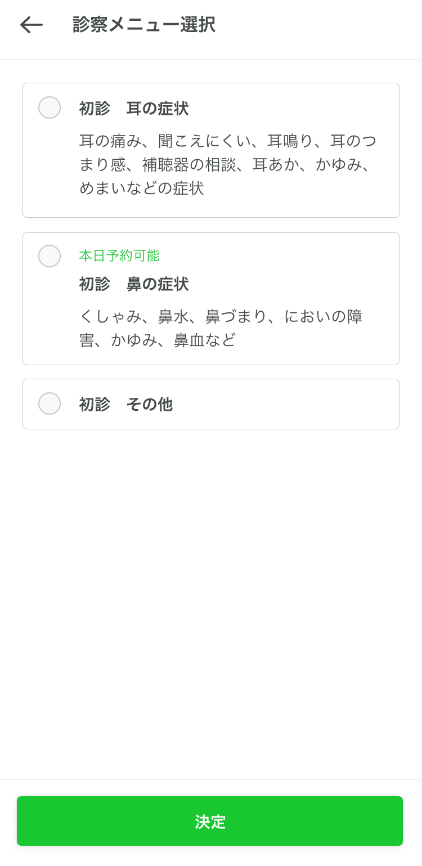 診察メニュー選択
初診　耳の症状
耳の痛み、聞こえにくい、耳鳴り、耳のつ
まり感、補聴器の相談、耳あか、かゆみ、
めまいなどの症状
本日予約可能
初診　鼻の症状
くしゃみ、鼻水、鼻づまり、においの障
害、かゆみ、鼻血など
初診　その他
決定